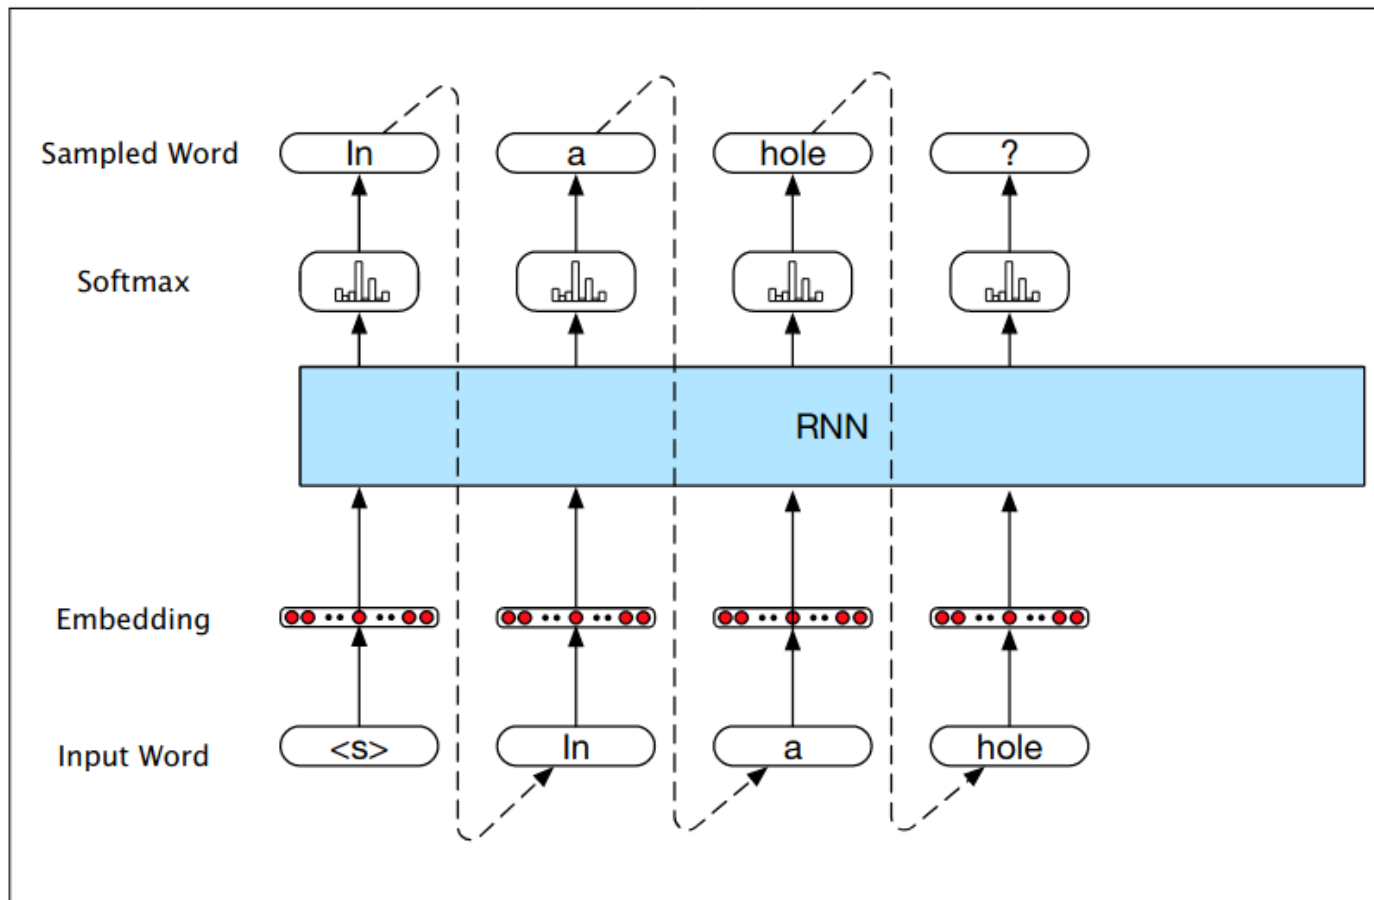 Sampled Word In a hole ?
Softmax
RNN
Embedding
Input Word <s> In a hole